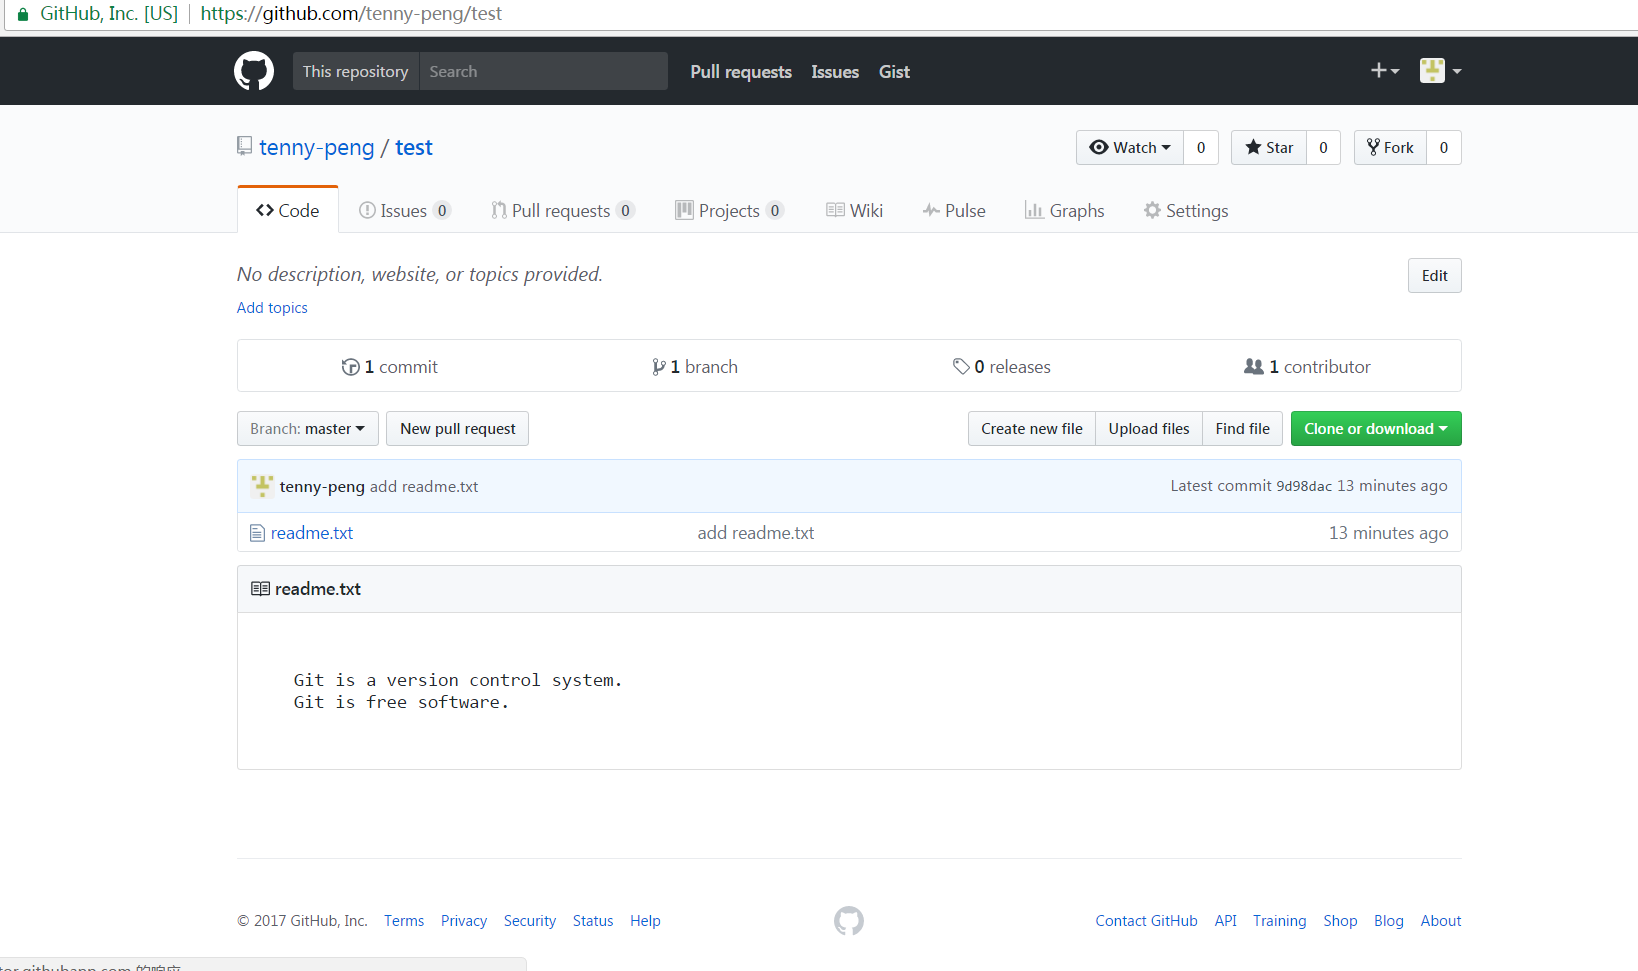 GitHub, Inc. [US] https://github.com/tenny-peng/test
This repository Search Pull requests Issues Gist
tenny-peng / test Watch 0 Star 0 Fork 0
Code Issues 0 Pull requests 0 Projects 0 Wiki Pulse Graphs Settings
No description, website, or topics provided. Edit
Add topics
1 commit 1 branch 0 releases 1 contributor
Branch: master New pull request Create new file Upload files Find file Clone or download
tenny-peng add readme.txt Latest commit 9d98dac 13 minutes ago
readme.txt add readme.txt 13 minutes ago
readme.txt
Git is a version control system.
Git is free software.
© 2017 GitHub, Inc. Terms Privacy Security Status Help Contact GitHub API Training Shop Blog About